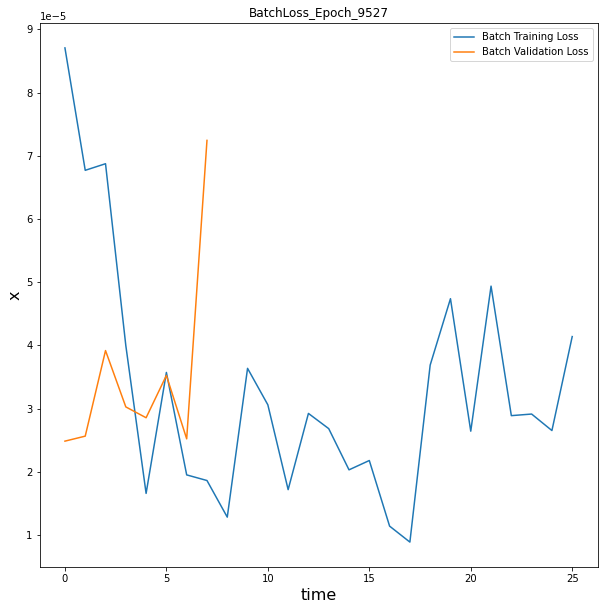 BatchLoss_Epoch_9527
1e−5
Batch Training Loss
Batch Validation Loss
9
8
7
6
5
4
3
2
1
x
0 5 10 15 20 25
time